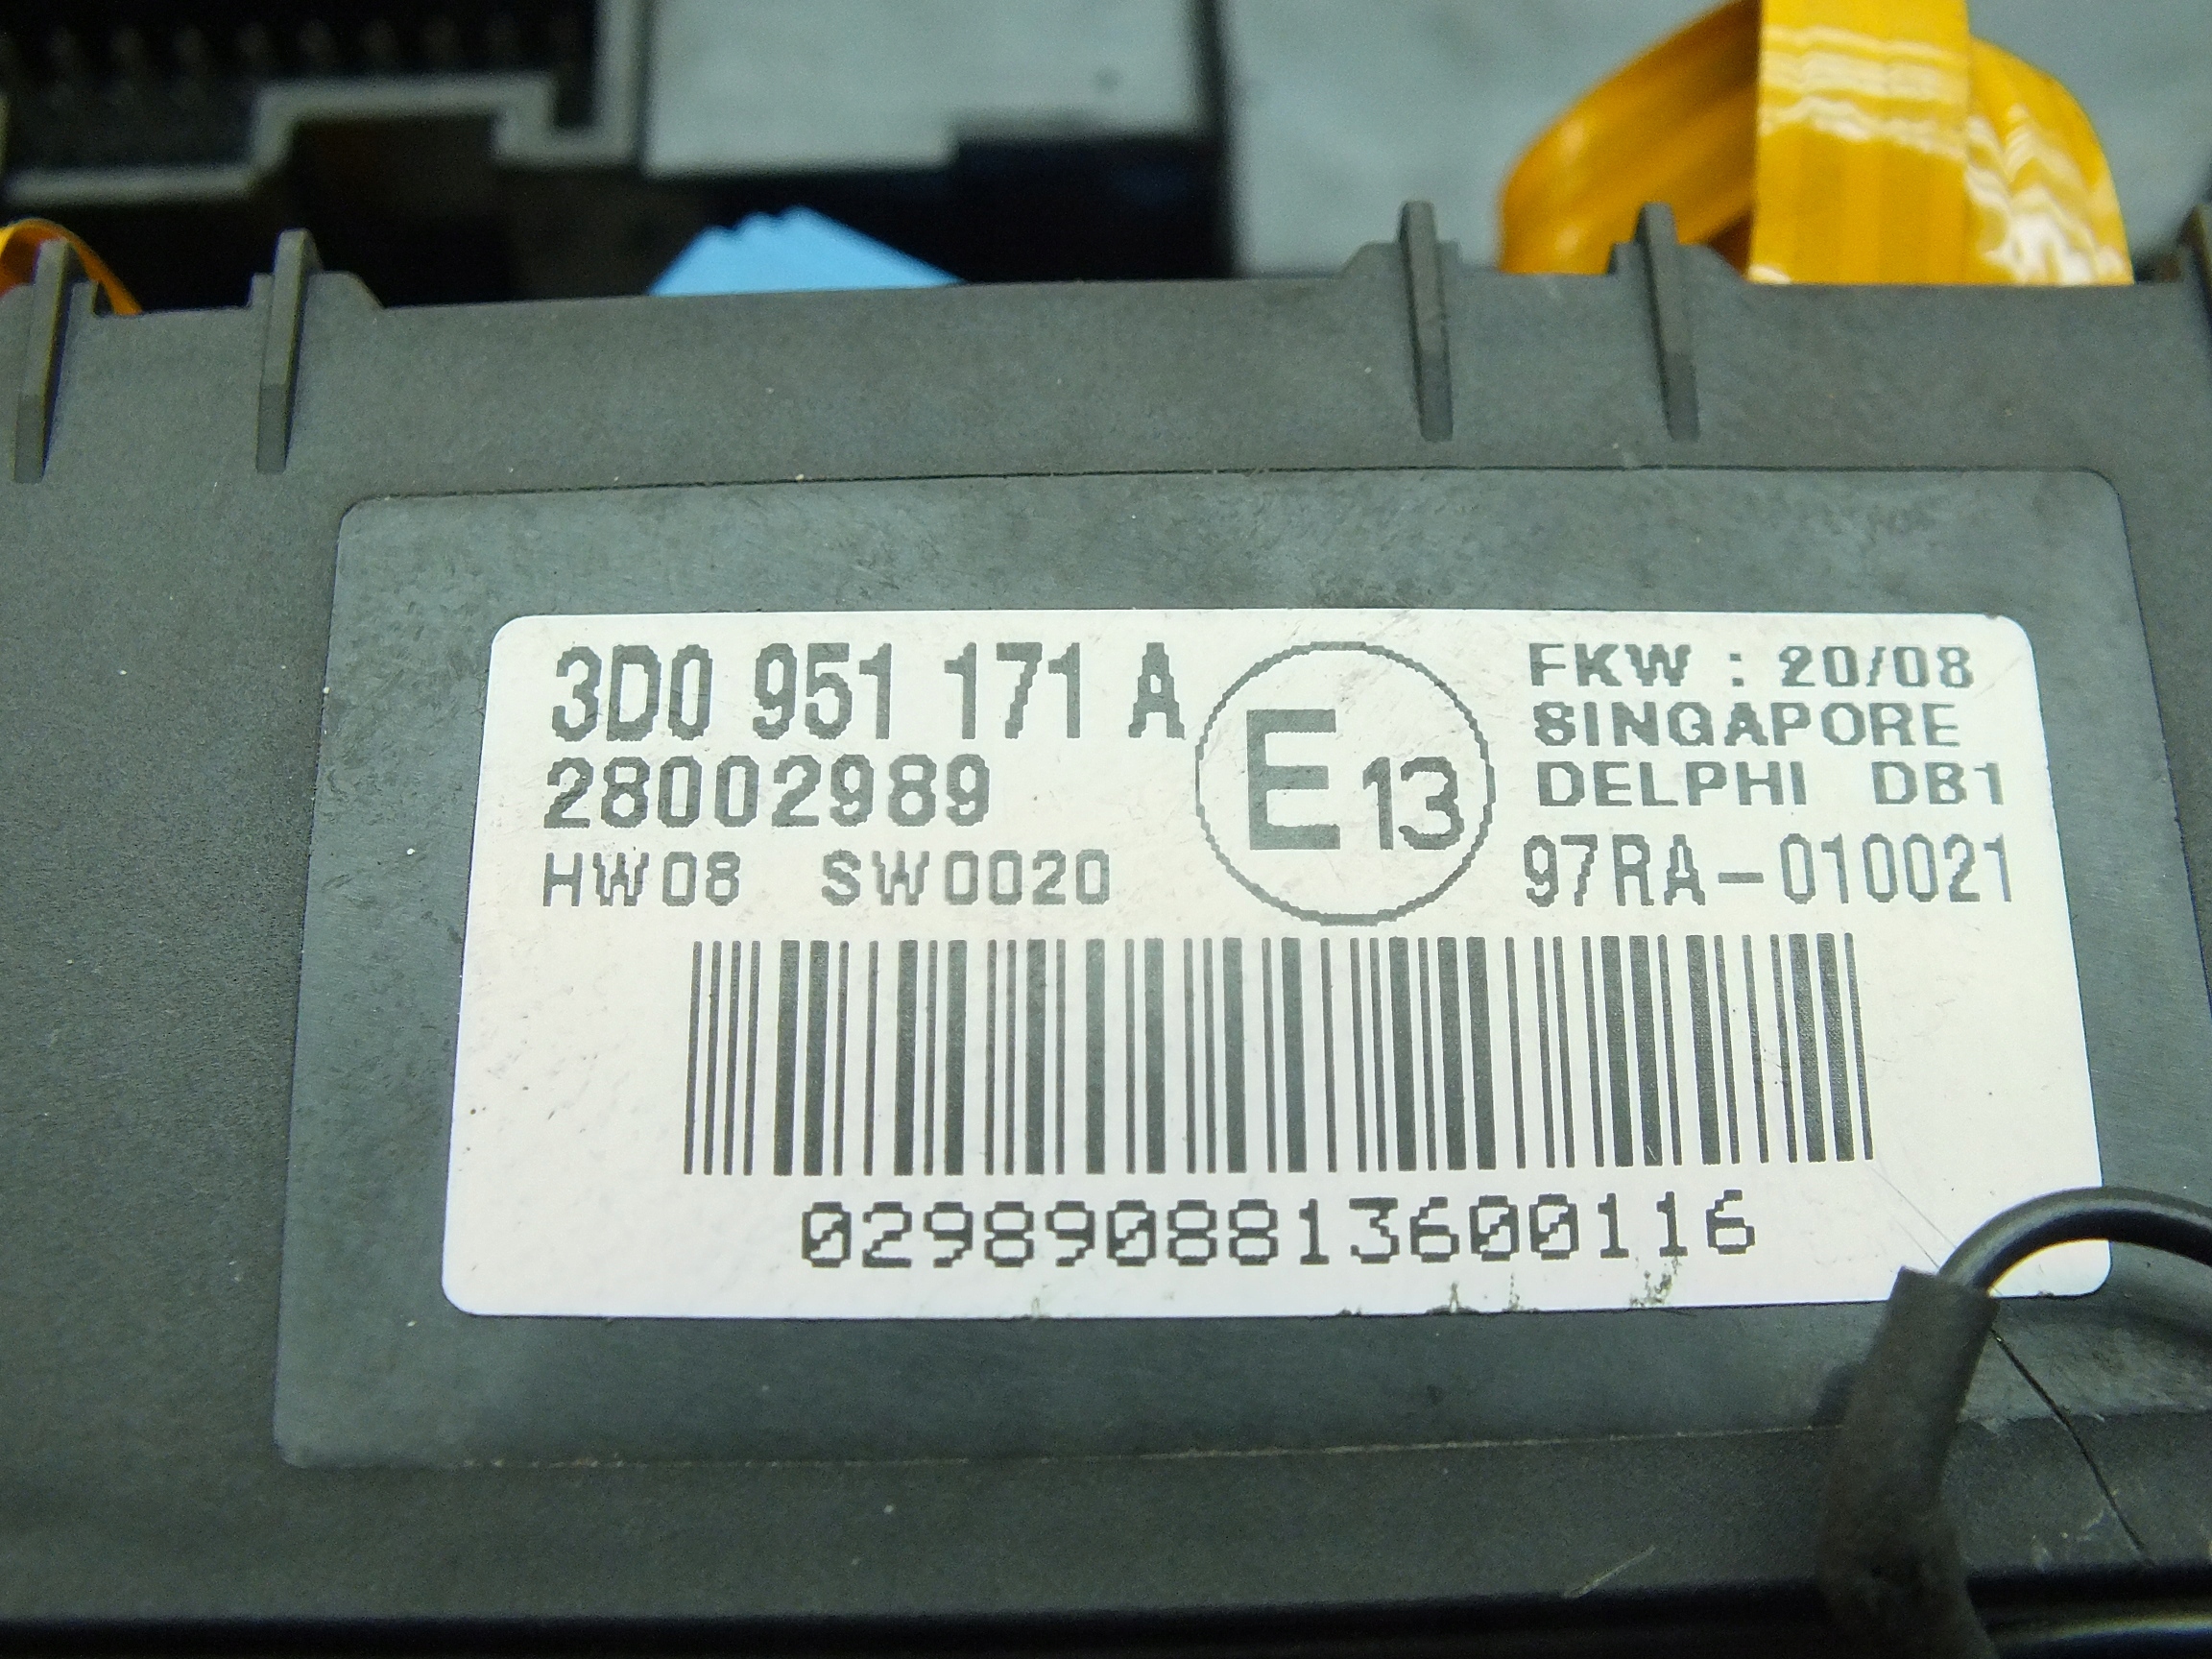 3D0 951 171 A
28002989
HW08 SW0020
E13
FKW : 20/08
SINGAPORE
DELPHI DB1
97RA-010021
0298908813600116